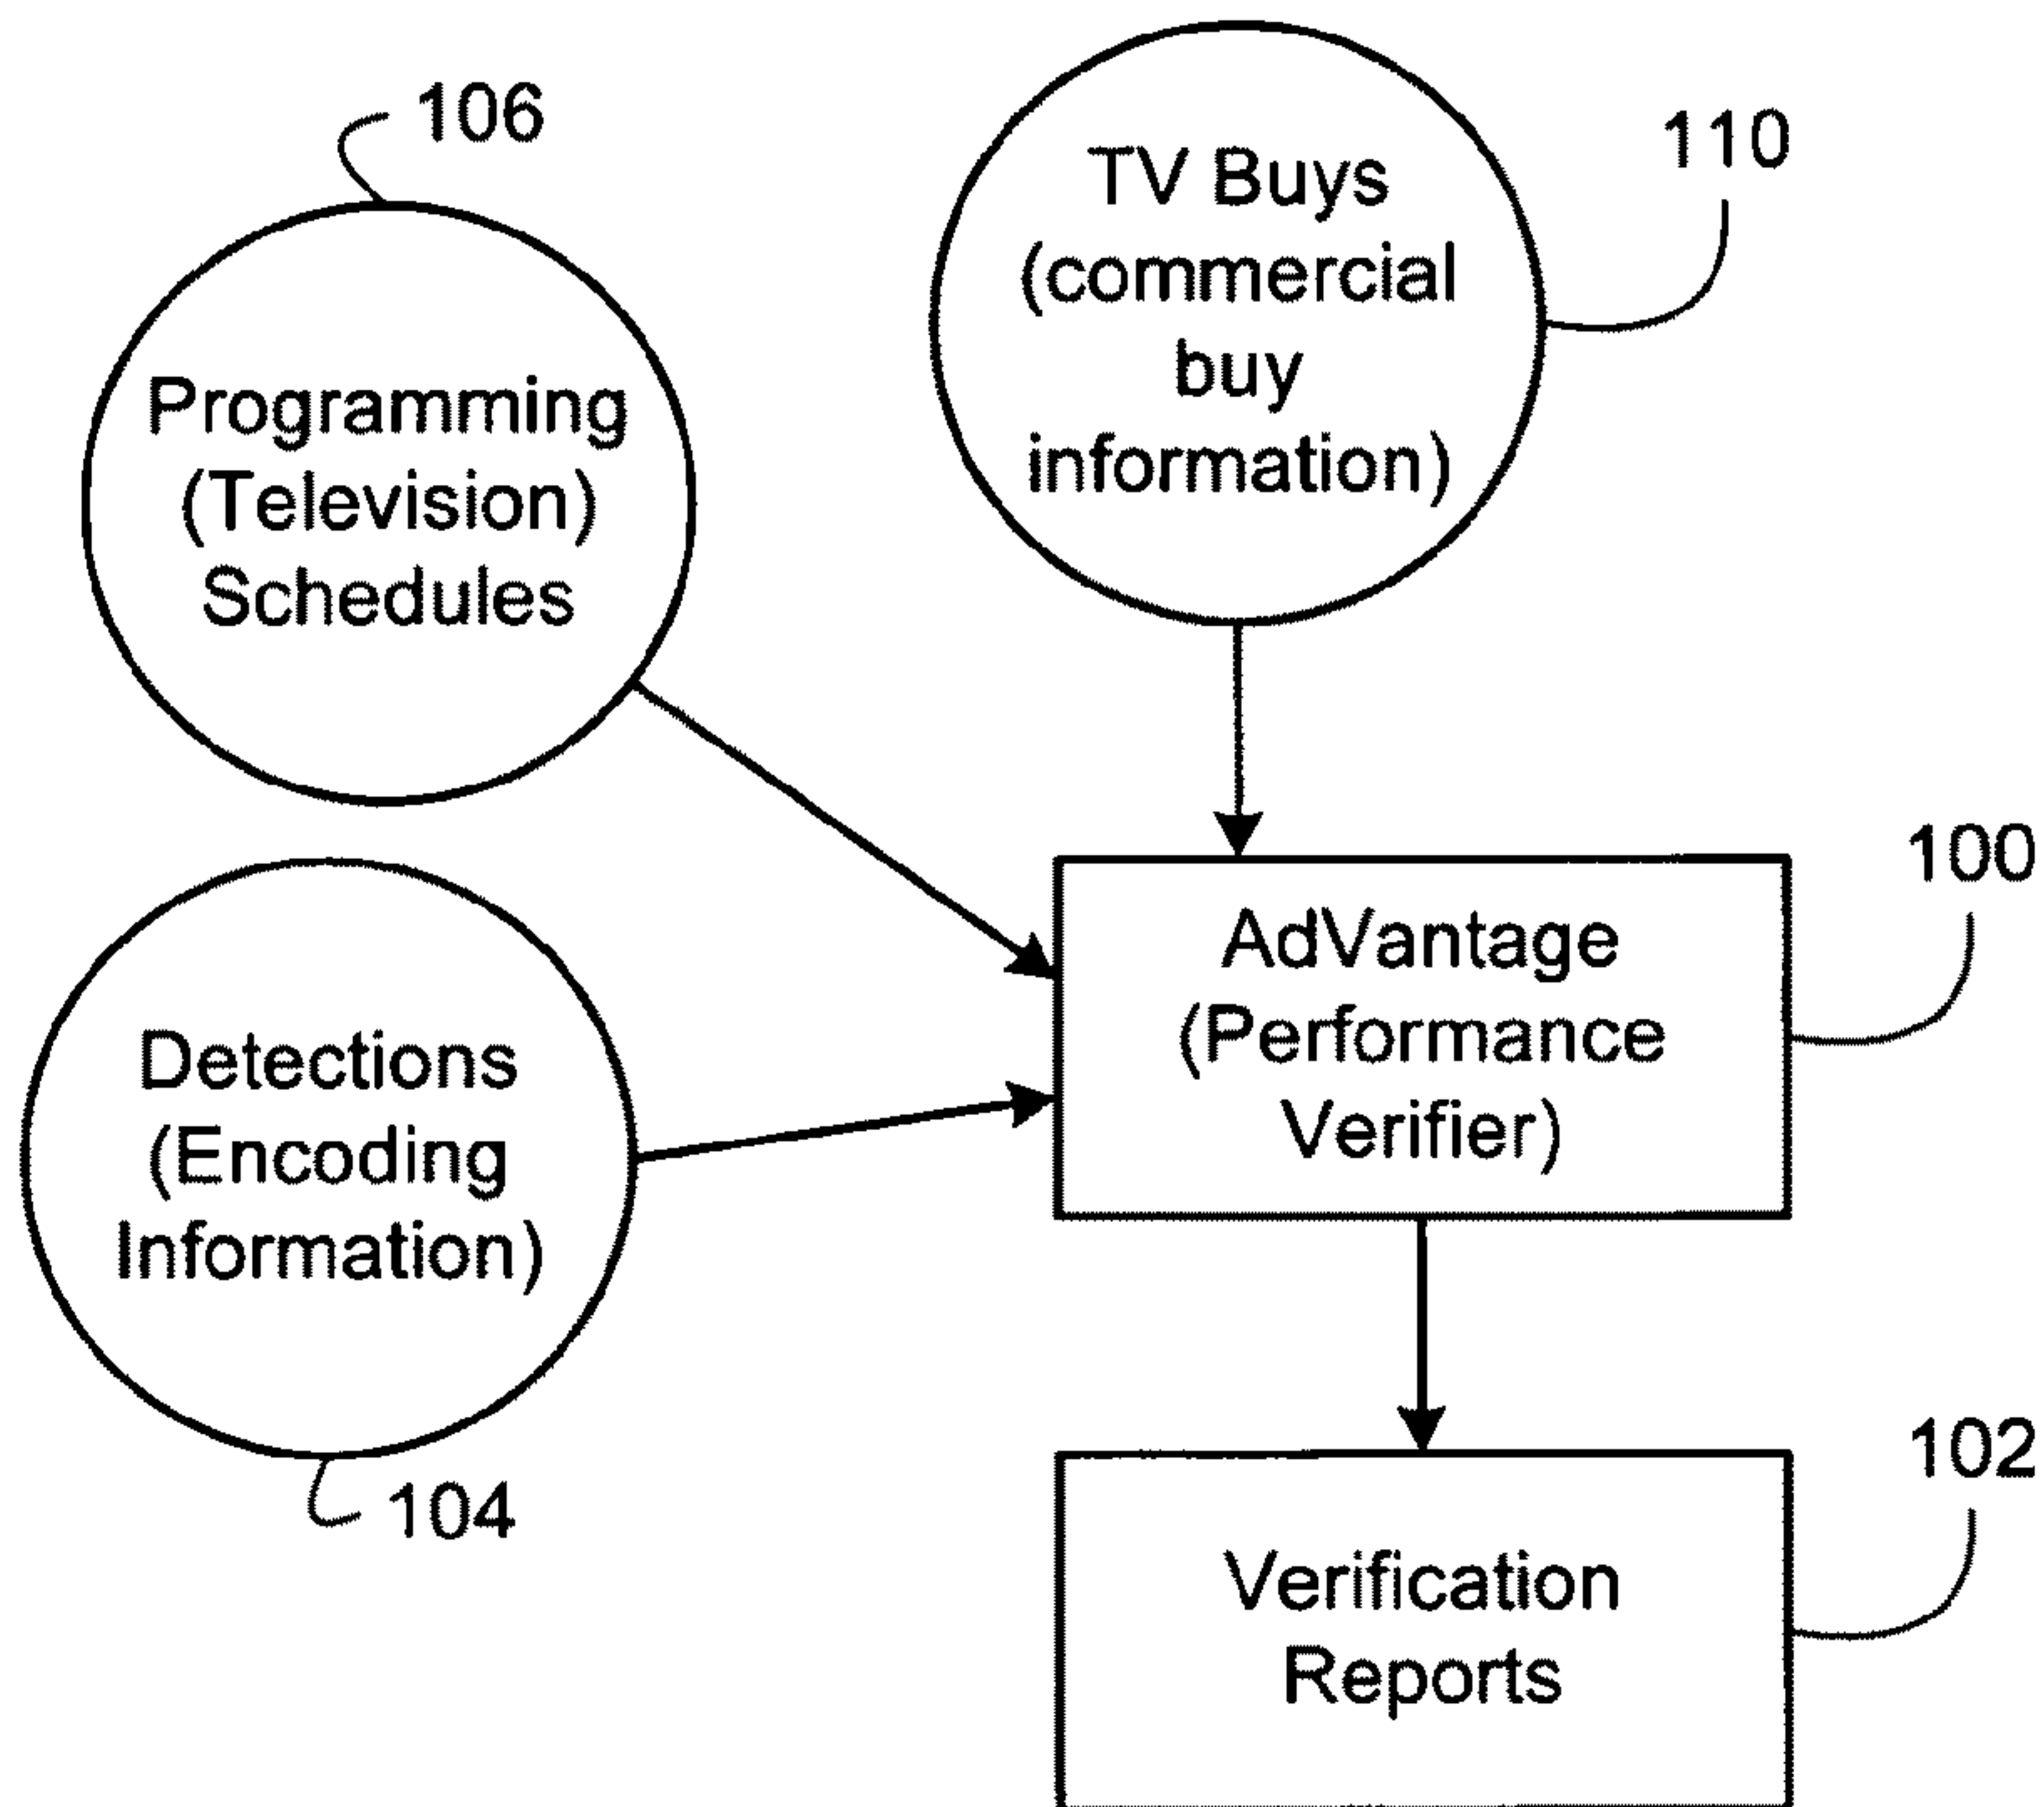 106
Programming
(Television)
Schedules
TV Buys
(commercial
buy
information)
110
Detections
(Encoding
Information)
104
AdVantage
(Performance
Verifier)
100
Verification
Reports
102